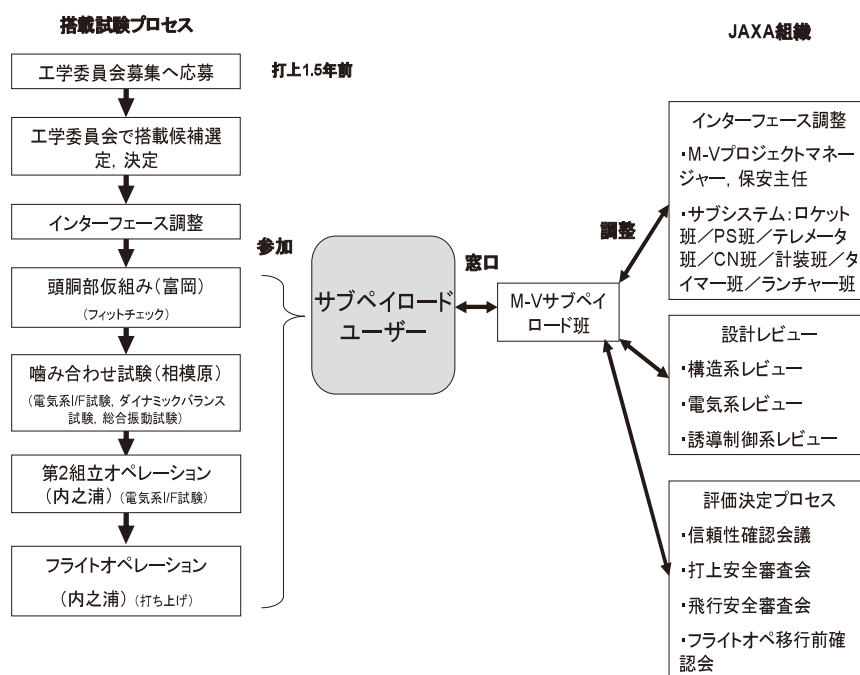 搭載試験プロセス
工学委員会募集へ応募
打上1.5年前
工学委員会で搭載候補選
定, 決定
インターフェース調整
頭胴部仮組み(富岡)
(フィットチェック)
噛み合わせ試験(相模原)
(電気系I/F試験, ダイナミックバランス
試験, 総合振動試験)
第2組立オペレーション
(内之浦) (電気系I/F試験)
フライトオペレーション
(内之浦) (打ち上げ)
参加
サブペイロード
ユーザー
窓口
M-Vサブペイ
ロード班
調整
JAXA組織
インターフェース調整
・M-Vプロジェクトマネ
ージャー, 保安主任
・サブシステム:ロケット
班/PS班/テレメータ
班/CN班/計装班/タ
イマー班/ランチャー班
設計レビュー
・構造系レビュー
・電気系レビュー
・誘導制御系レビュー
評価決定プロセス
・信頼性確認会議
・打上安全審査会
・飛行安全審査会
・フライトオペ移行前確
認会